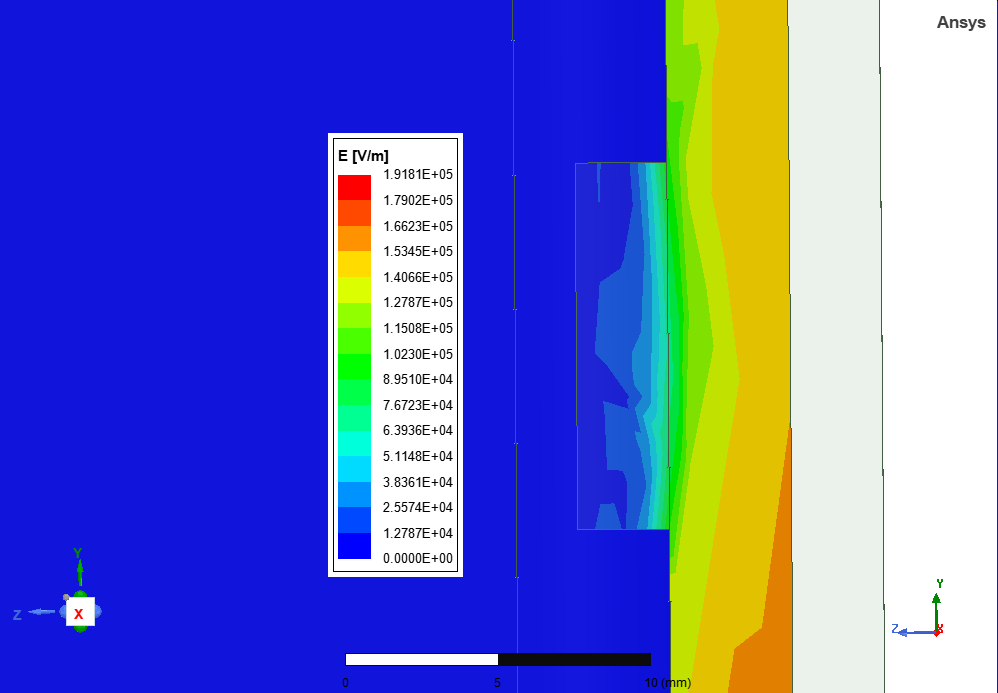 Ansys
E [V/m]
1.9181E+05
1.7902E+05
1.6623E+05
1.5345E+05
1.4066E+05
1.2787E+05
1.1508E+05
1.0230E+05
8.9510E+04
7.6723E+04
6.3936E+04
5.1148E+04
3.8361E+04
2.5574E+04
1.2787E+04
0.0000E+00
Y
Z
X
Y
Z
X
0 5 10 (mm)